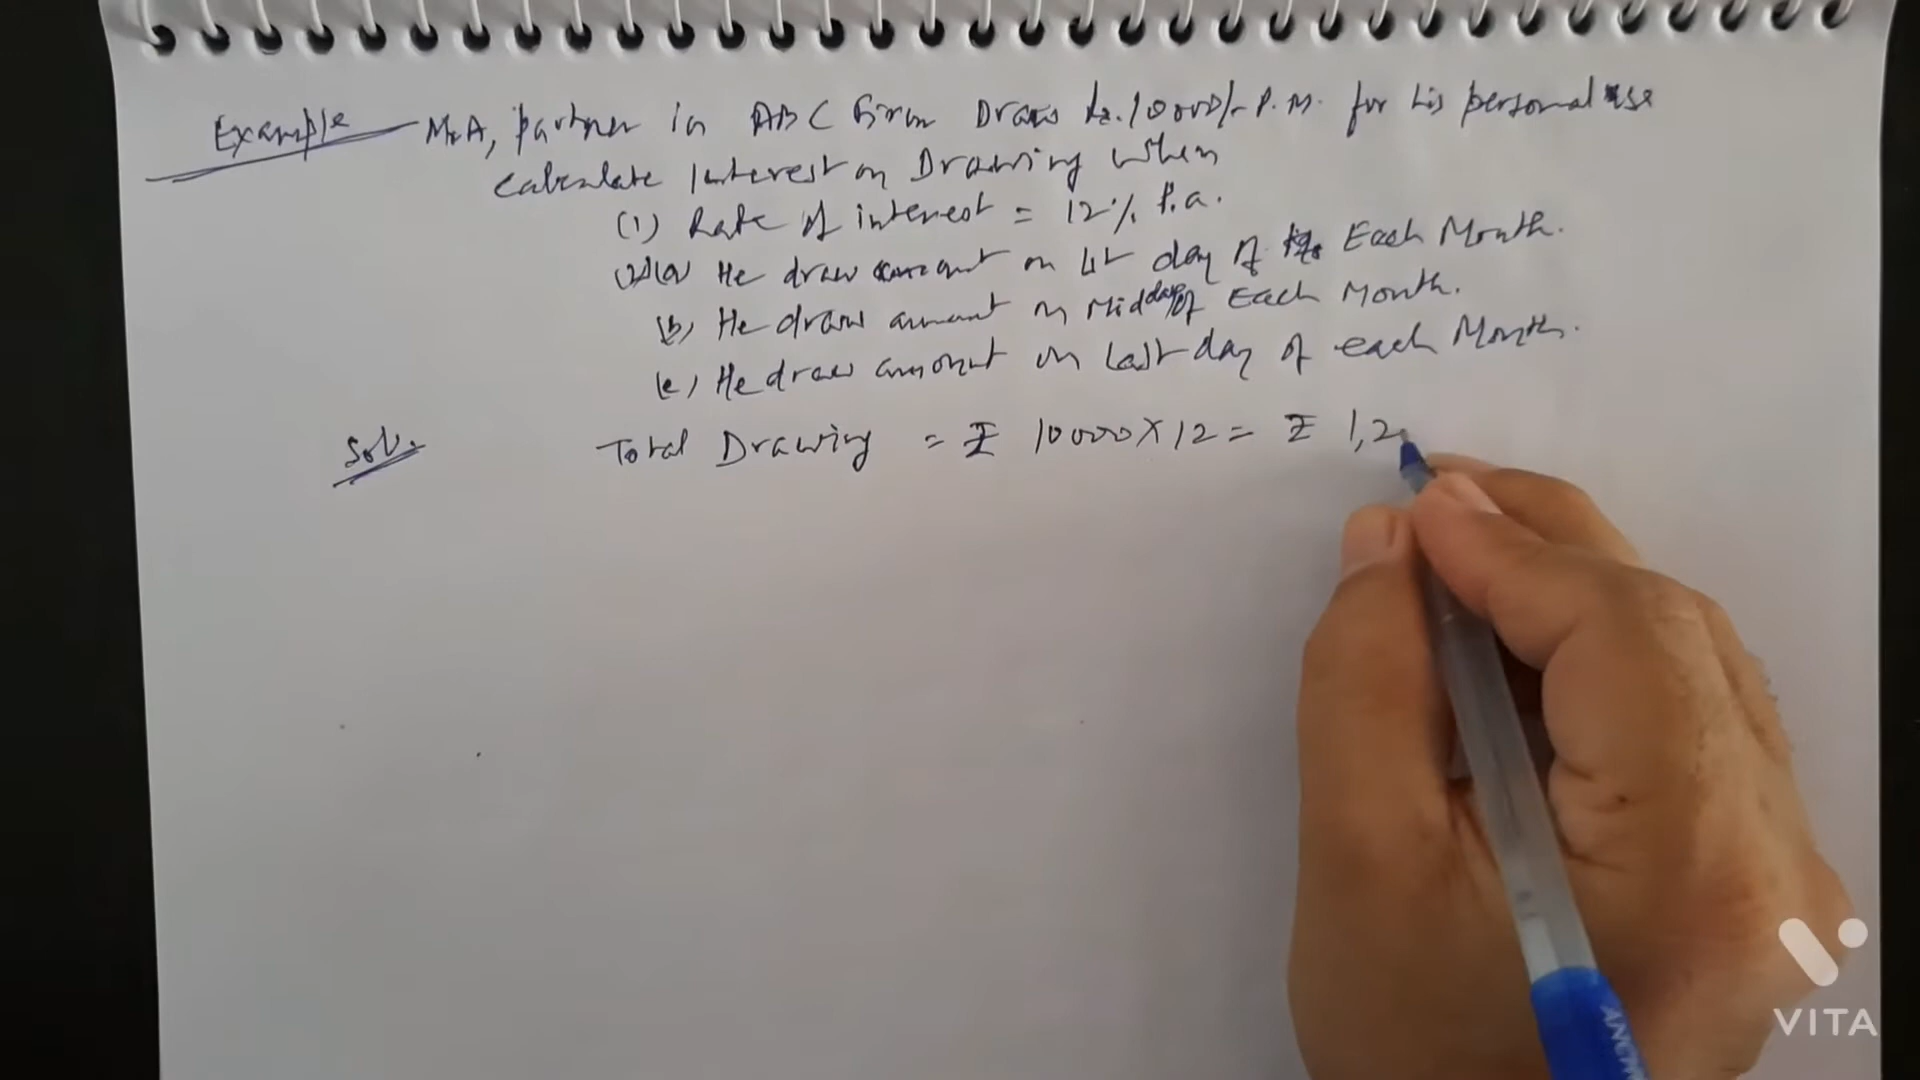 Example Mr A, partner in ABC firm Draws Rs. 10000/- P.M. for his personal use
calculate interest on Drawing when
(1) Rate of interest = 12% P.a.
(a) He draw amount on 1st day of Each Month.
(b) He draw amount on Mid day of Each Month.
(c) He draw amount on last day of each Month.
Sol. Total Drawing = ₹ 10000 X 12 = ₹ 1,2
VITA